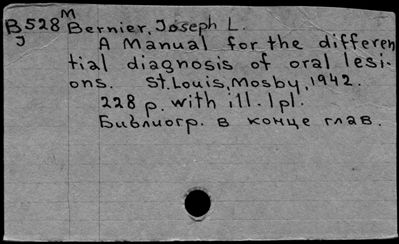 M
B528 Bernier, Joseph L.
J A Manual for the differen
tial diagnosis of oral lesi-
ons. St. Louis, Mosby, 1942.
228 p. with ill. 1 pl.
Библиогр. в конце глав.